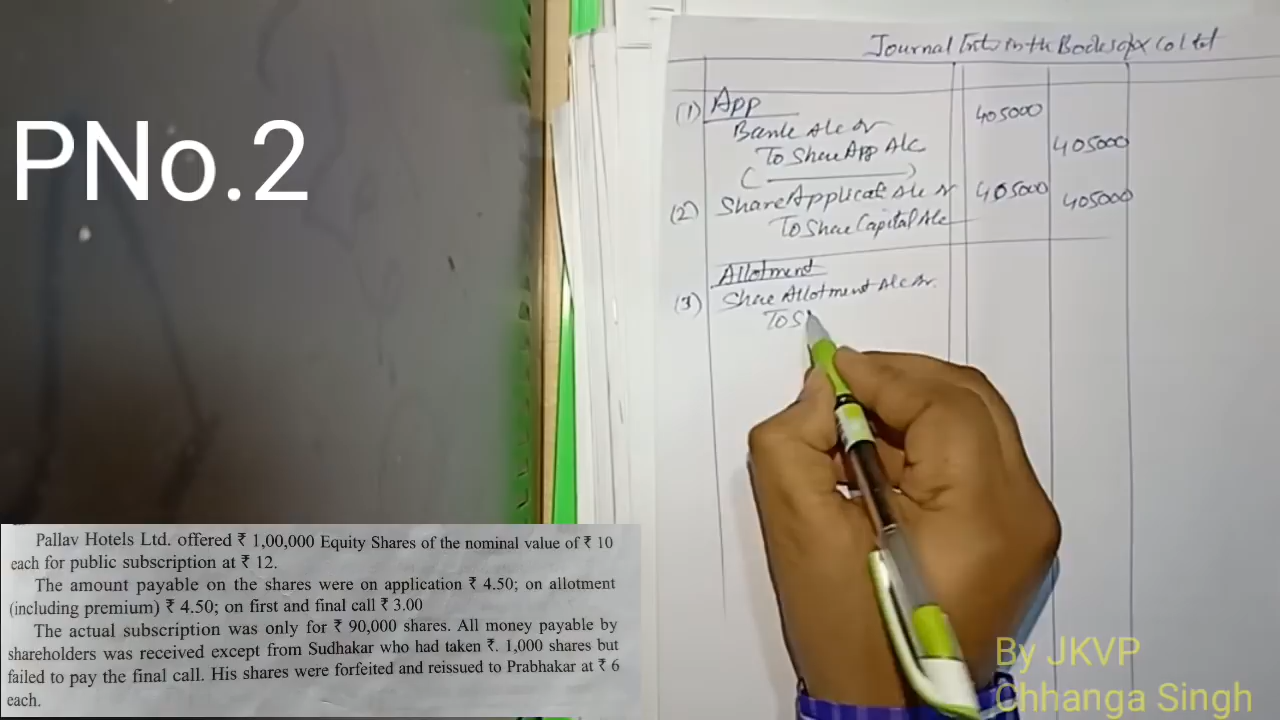 PNo.2
Journal in the Books of x Co Ltd
(1) App
Bank A/c Dr 405000
To Share App A/c 405000
(2) Share Applicat A/c Dr 405000
To Share Capital A/c 405000
Allotment
(3) Share Allotment A/c Dr.
To S
Pallav Hotels Ltd. offered ₹ 1,00,000 Equity Shares of the nominal value of ₹ 10
each for public subscription at ₹ 12.
The amount payable on the shares were on application ₹ 4.50; on allotment
(including premium) ₹ 4.50; on first and final call ₹ 3.00
The actual subscription was only for ₹ 90,000 shares. All money payable by
shareholders was received except from Sudhakar who had taken ₹. 1,000 shares but
failed to pay the final call. His shares were forfeited and reissued to Prabhakar at ₹ 6
each.
By JKVP
Chhanga Singh